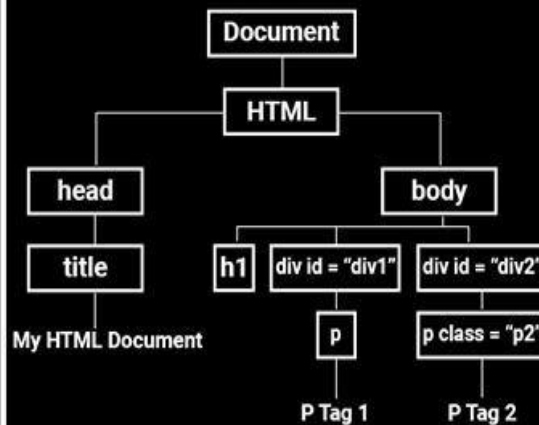 Document
HTML
head
body
title
h1
div id = “div1”
div id = “div2”
My HTML Document
p
p class = “p2”
P Tag 1
P Tag 2